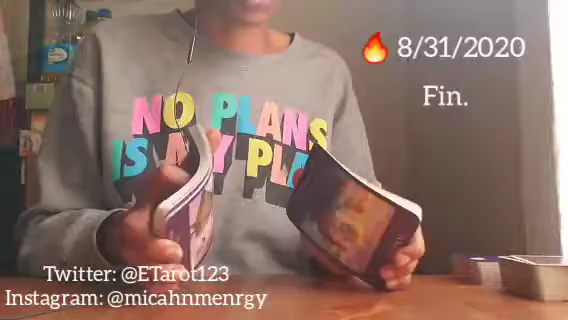 🔥 8/31/2020
Fin.
NO PLANS
IS MY PLA
Twitter: @ETarot123
Instagram: @micahnmenrgy